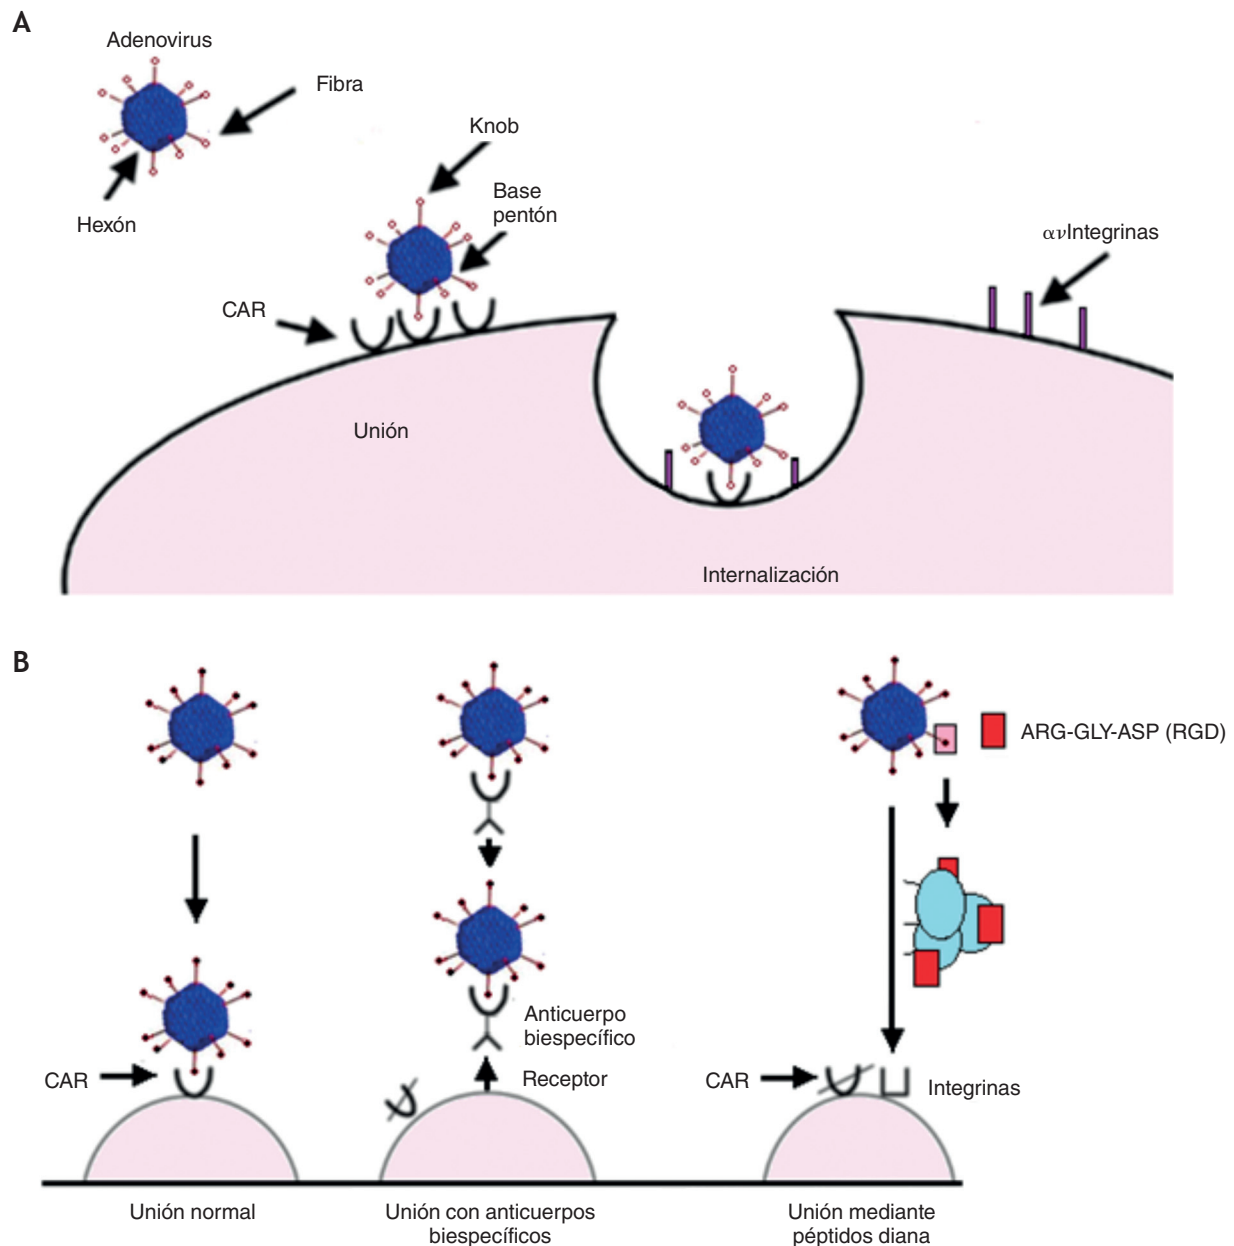 A
Adenovirus
Fibra
Knob
Base
pentón
Hexón
ανIntegrinas
CAR
Unión
Internalización
B
ARG-GLY-ASP (RGD)
Anticuerpo
biespecífico
CAR
Receptor
CAR
Integrinas
Unión normal
Unión con anticuerpos
biespecíficos
Unión mediante
péptidos diana